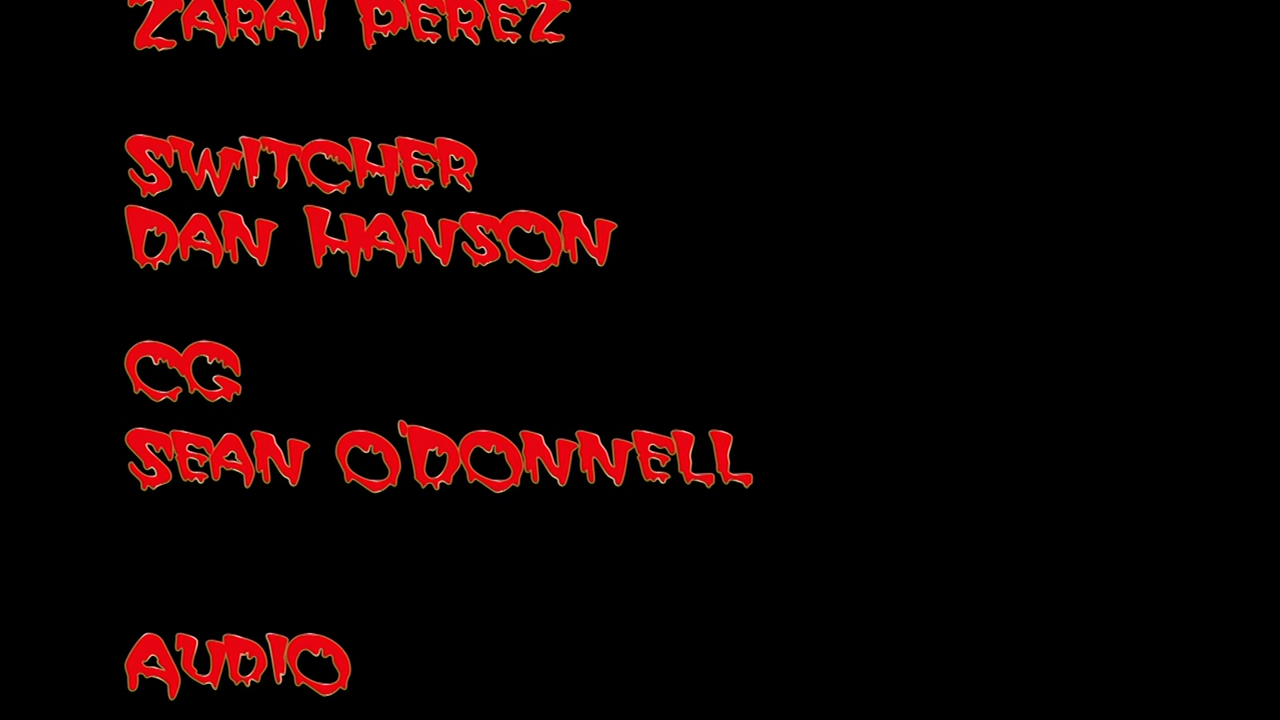 ZARAI PEREZ
SWITCHER
DAN HANSON
CG
SEAN O'DONNELL
AUDIO